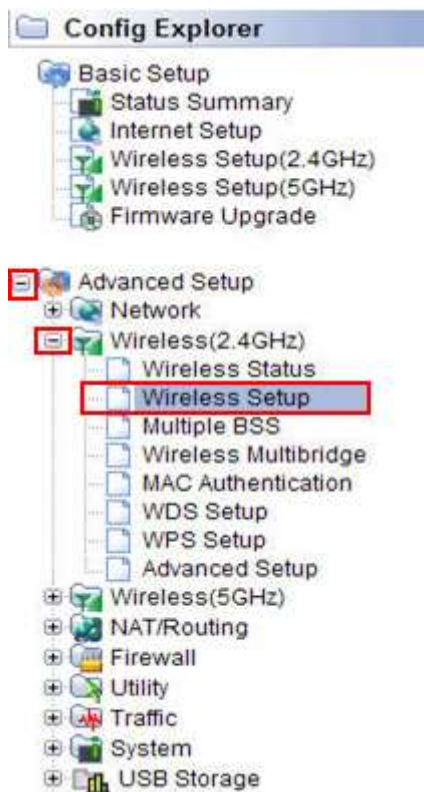 Config Explorer
Basic Setup
Status Summary
Internet Setup
Wireless Setup(2.4GHz)
Wireless Setup(5GHz)
Firmware Upgrade
Advanced Setup
Network
Wireless(2.4GHz)
Wireless Status
Wireless Setup
Multiple BSS
Wireless Multibridge
MAC Authentication
WDS Setup
WPS Setup
Advanced Setup
Wireless(5GHz)
NAT/Routing
Firewall
Utility
Traffic
System
USB Storage